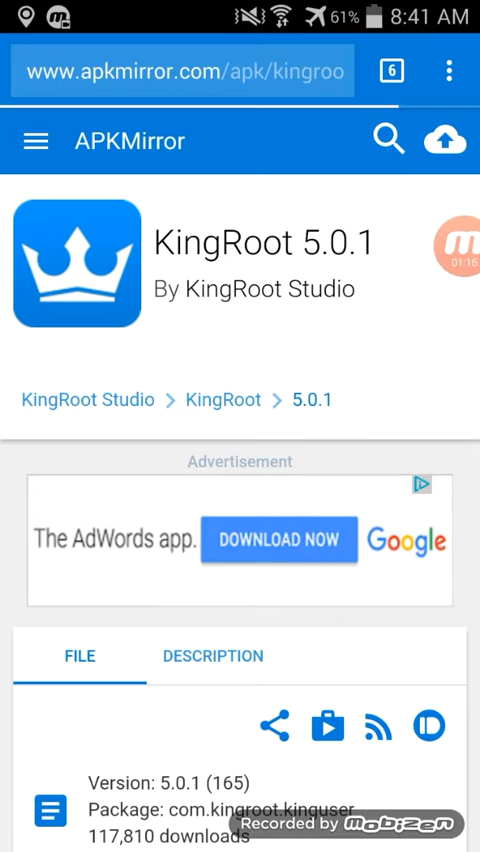 61% 8:41 AM
www.apkmirror.com/apk/kingroo
6
APKMirror
KingRoot 5.0.1
By KingRoot Studio
01:15
KingRoot Studio > KingRoot > 5.0.1
Advertisement
The AdWords app. DOWNLOAD NOW Google
FILE DESCRIPTION
Version: 5.0.1 (165)
Package: com.kingroot.kinguser
117,810 downloads
Recorded by mobizen